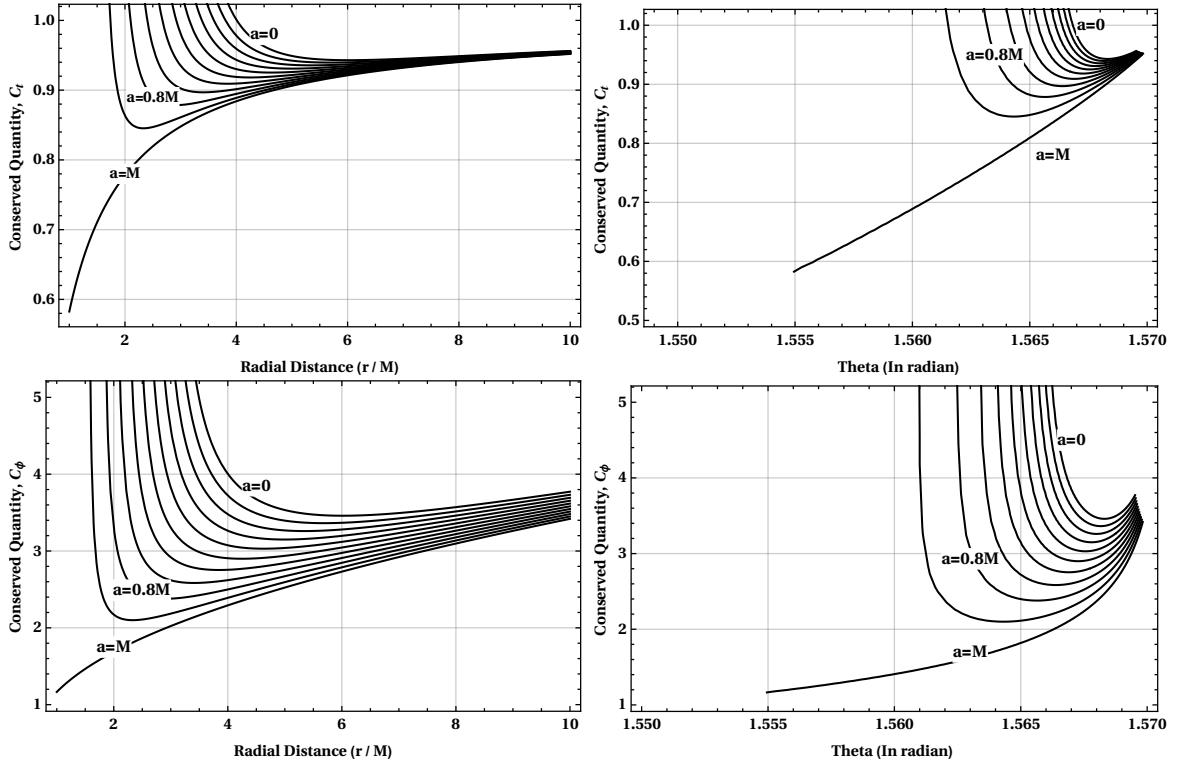 1.0
0.9
0.8
0.7
0.6
Conserved Quantity, Cₜ
a=0
a=0.8M
a=M
2 4 6 8 10
Radial Distance (r / M)
1.0
0.9
0.8
0.7
0.6
0.5
Conserved Quantity, Cₜ
a=0
a=0.8M
a=M
1.550 1.555 1.560 1.565 1.570
Theta (In radian)
5
4
3
2
1
Conserved Quantity, C_ϕ
a=0
a=0.8M
a=M
2 4 6 8 10
Radial Distance (r / M)
5
4
3
2
1
Conserved Quantity, C_ϕ
a=0
a=0.8M
a=M
1.550 1.555 1.560 1.565 1.570
Theta (In radian)